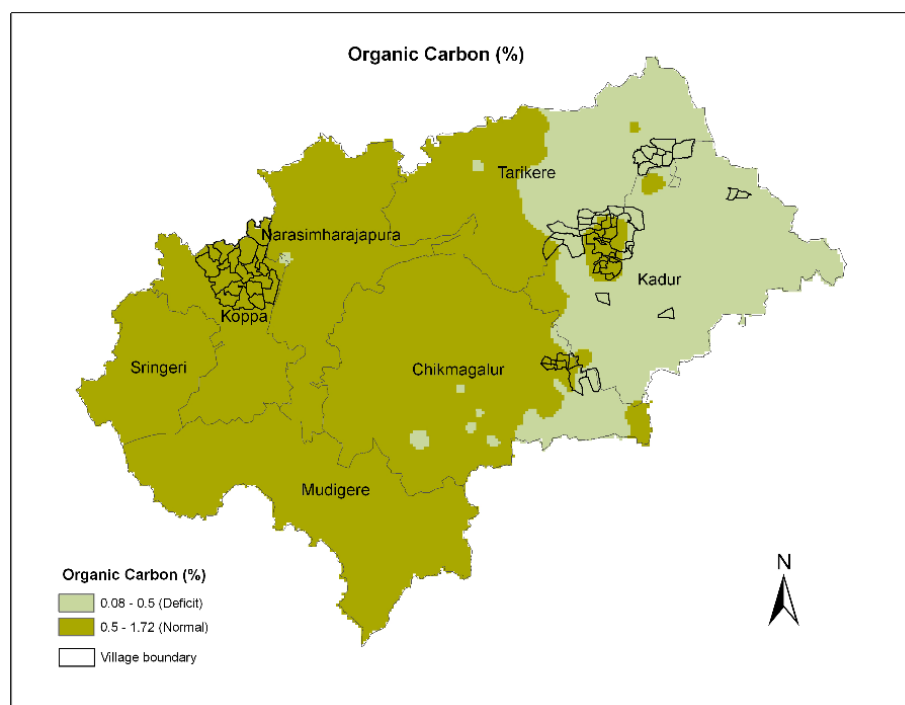 Organic Carbon (%)
Tarikere
Narasimharajapura
Kadur
Koppa
Sringeri
Chikmagalur
Mudigere
N
Organic Carbon (%)
0.08 - 0.5 (Deficit)
0.5 - 1.72 (Normal)
Village boundary